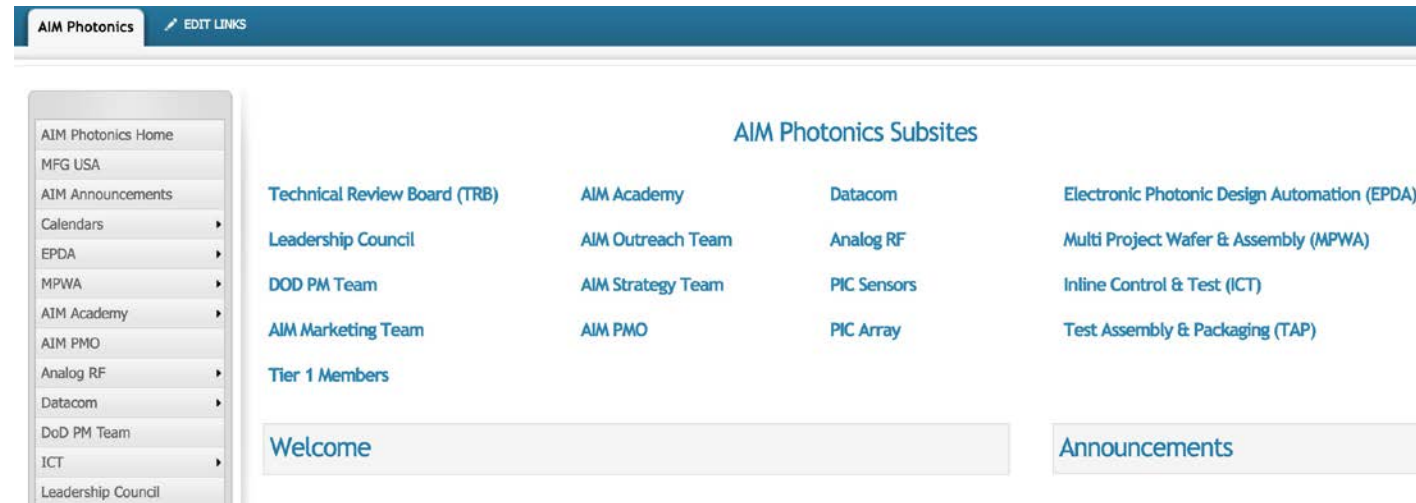 AIM Photonics
EDIT LINKS
AIM Photonics Home
MFG USA
AIM Announcements
Calendars
EPDA
MPWA
AIM Academy
AIM PMO
Analog RF
Datacom
DoD PM Team
ICT
Leadership Council
AIM Photonics Subsites
Technical Review Board (TRB)
AIM Academy
Datacom
Electronic Photonic Design Automation (EPDA)
Leadership Council
AIM Outreach Team
Analog RF
Multi Project Wafer & Assembly (MPWA)
DOD PM Team
AIM Strategy Team
PIC Sensors
Inline Control & Test (ICT)
AIM Marketing Team
AIM PMO
PIC Array
Test Assembly & Packaging (TAP)
Tier 1 Members
Welcome
Announcements